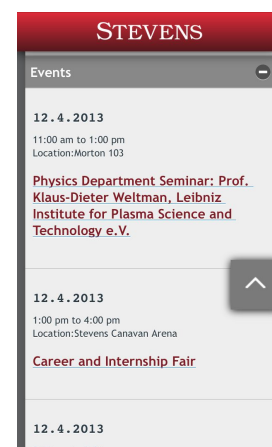 STEVENS
Events
12.4.2013
11:00 am to 1:00 pm
Location:Morton 103
Physics Department Seminar: Prof.
Klaus-Dieter Weltman, Leibniz
Institute for Plasma Science and
Technology e.V.
12.4.2013
1:00 pm to 4:00 pm
Location:Stevens Canavan Arena
Career and Internship Fair
12.4.2013